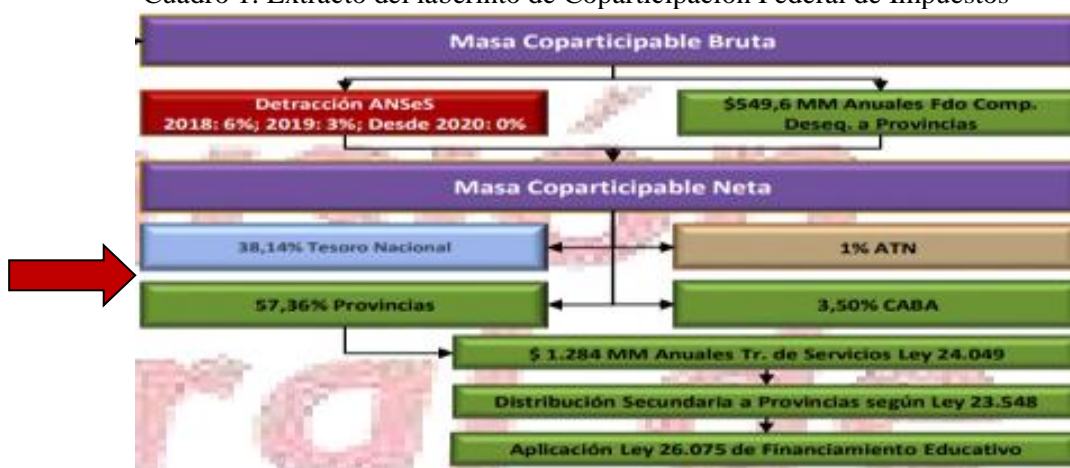 Cuadro 1. Extracto del laberinto de Coparticipación Federal de Impuestos
Masa Coparticipable Bruta
Detracción ANSeS
2018: 6%; 2019: 3%; Desde 2020: 0%
$549,6 MM Anuales Fdo Comp.
Deseq. a Provincias
Masa Coparticipable Neta
38,14% Tesoro Nacional
1% ATN
57,36% Provincias
3,50% CABA
$ 1.284 MM Anuales Tr. de Servicios Ley 24.049
Distribución Secundaria a Provincias según Ley 23.548
Aplicación Ley 26.075 de Financiamiento Educativo